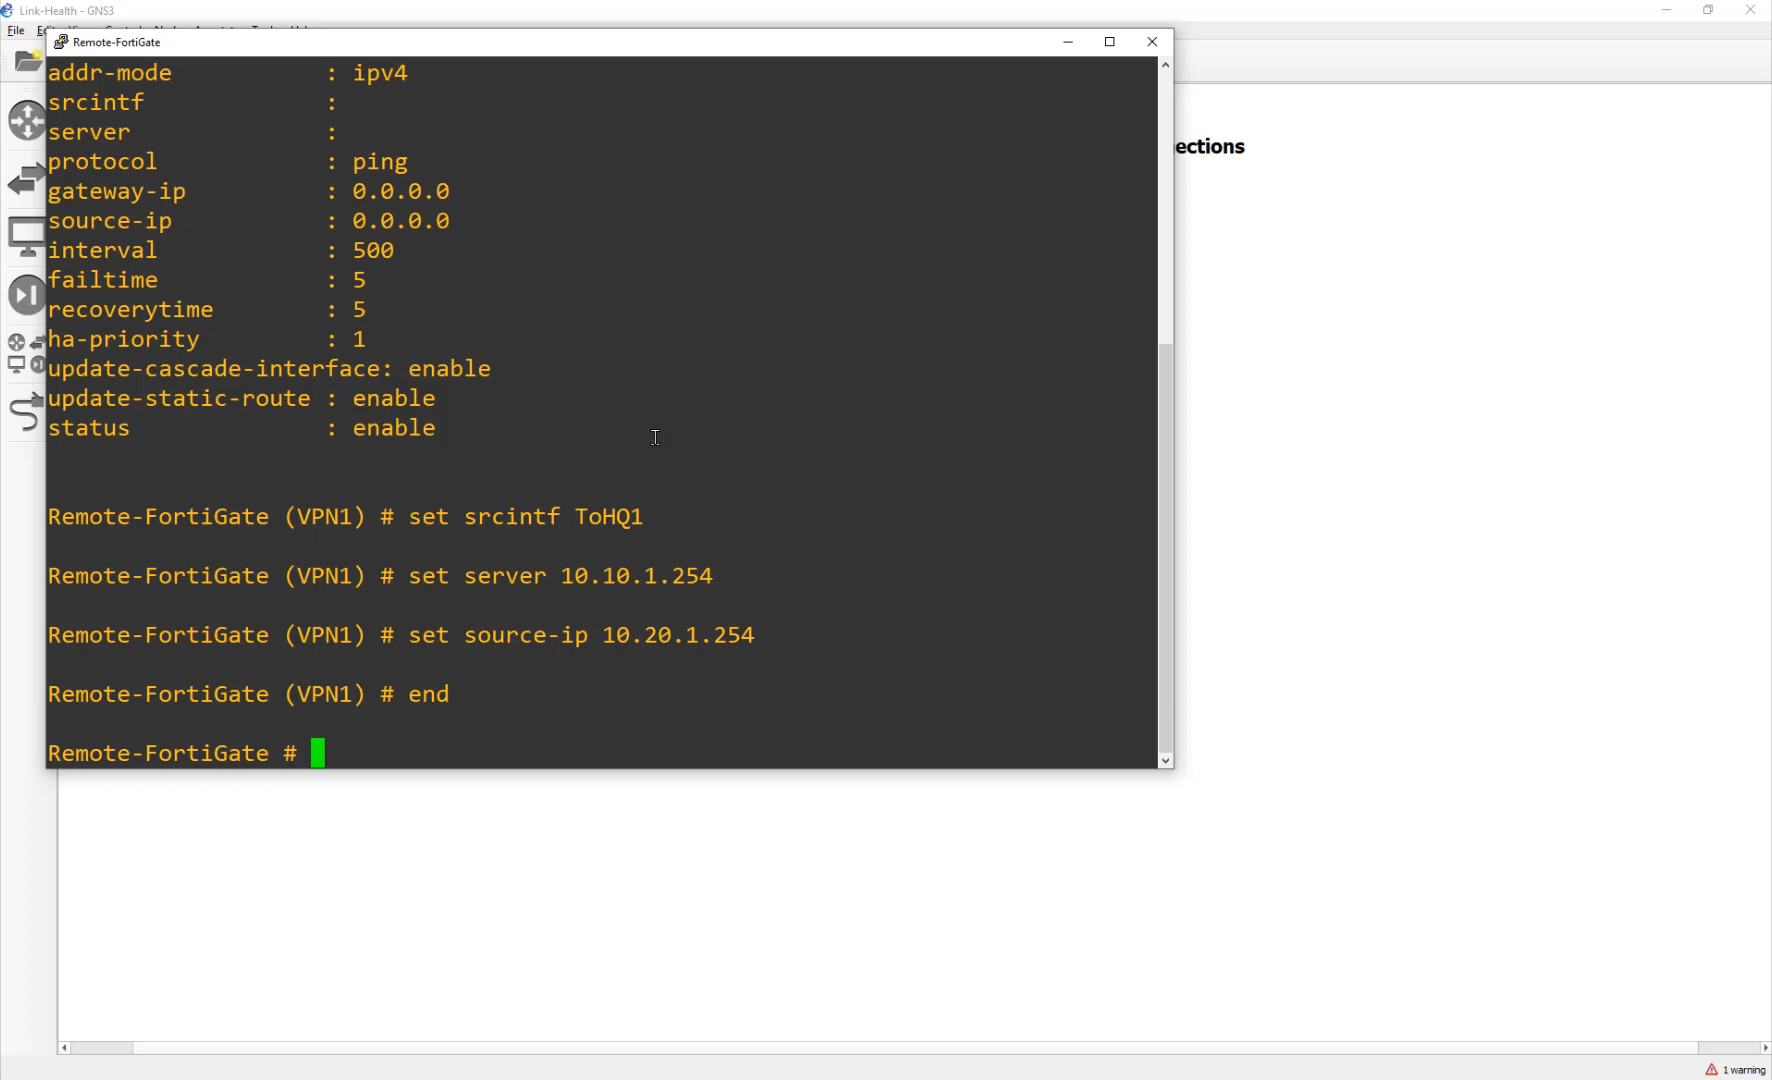 Link-Health - GNS3
File
Remote-FortiGate
addr-mode : ipv4
srcintf :
server :
protocol : ping
gateway-ip : 0.0.0.0
source-ip : 0.0.0.0
interval : 500
failtime : 5
recoverytime : 5
ha-priority : 1
update-cascade-interface: enable
update-static-route : enable
status : enable
Remote-FortiGate (VPN1) # set srcintf ToHQ1
Remote-FortiGate (VPN1) # set server 10.10.1.254
Remote-FortiGate (VPN1) # set source-ip 10.20.1.254
Remote-FortiGate (VPN1) # end
Remote-FortiGate #
ections
1 warning